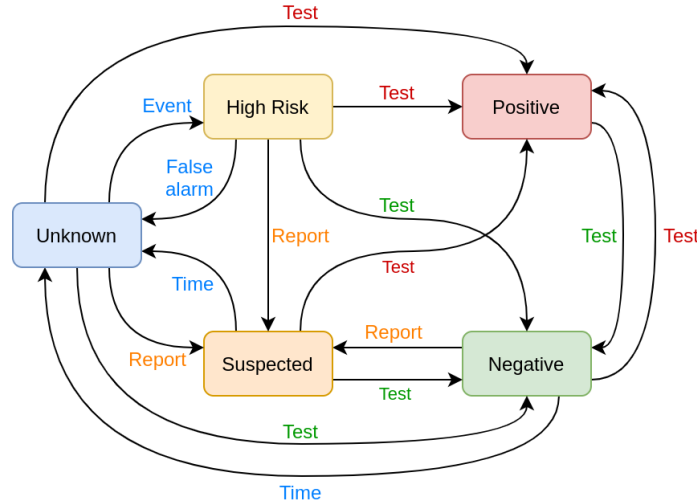 Test
Event
High Risk
Test
Positive
False
alarm
Test
Unknown
Report
Test
Test
Test
Time
Report
Report
Suspected
Negative
Test
Test
Time